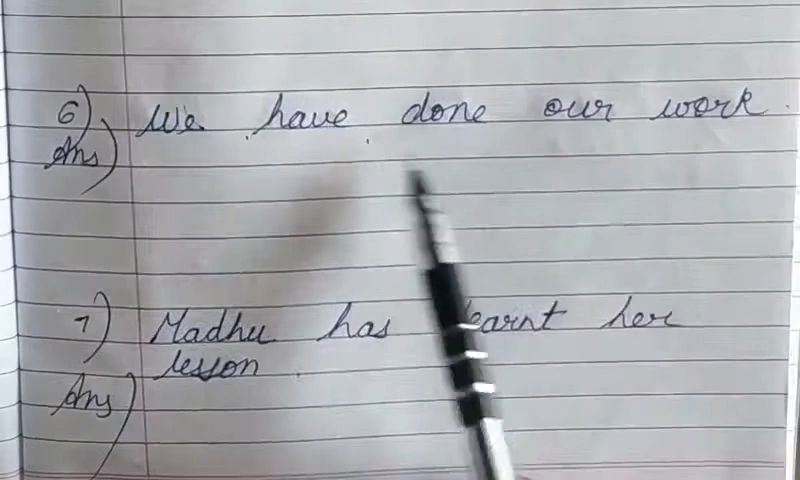 6) We have done our work.
Ans)
7) Madhu has learnt her
lesson.
Ans)